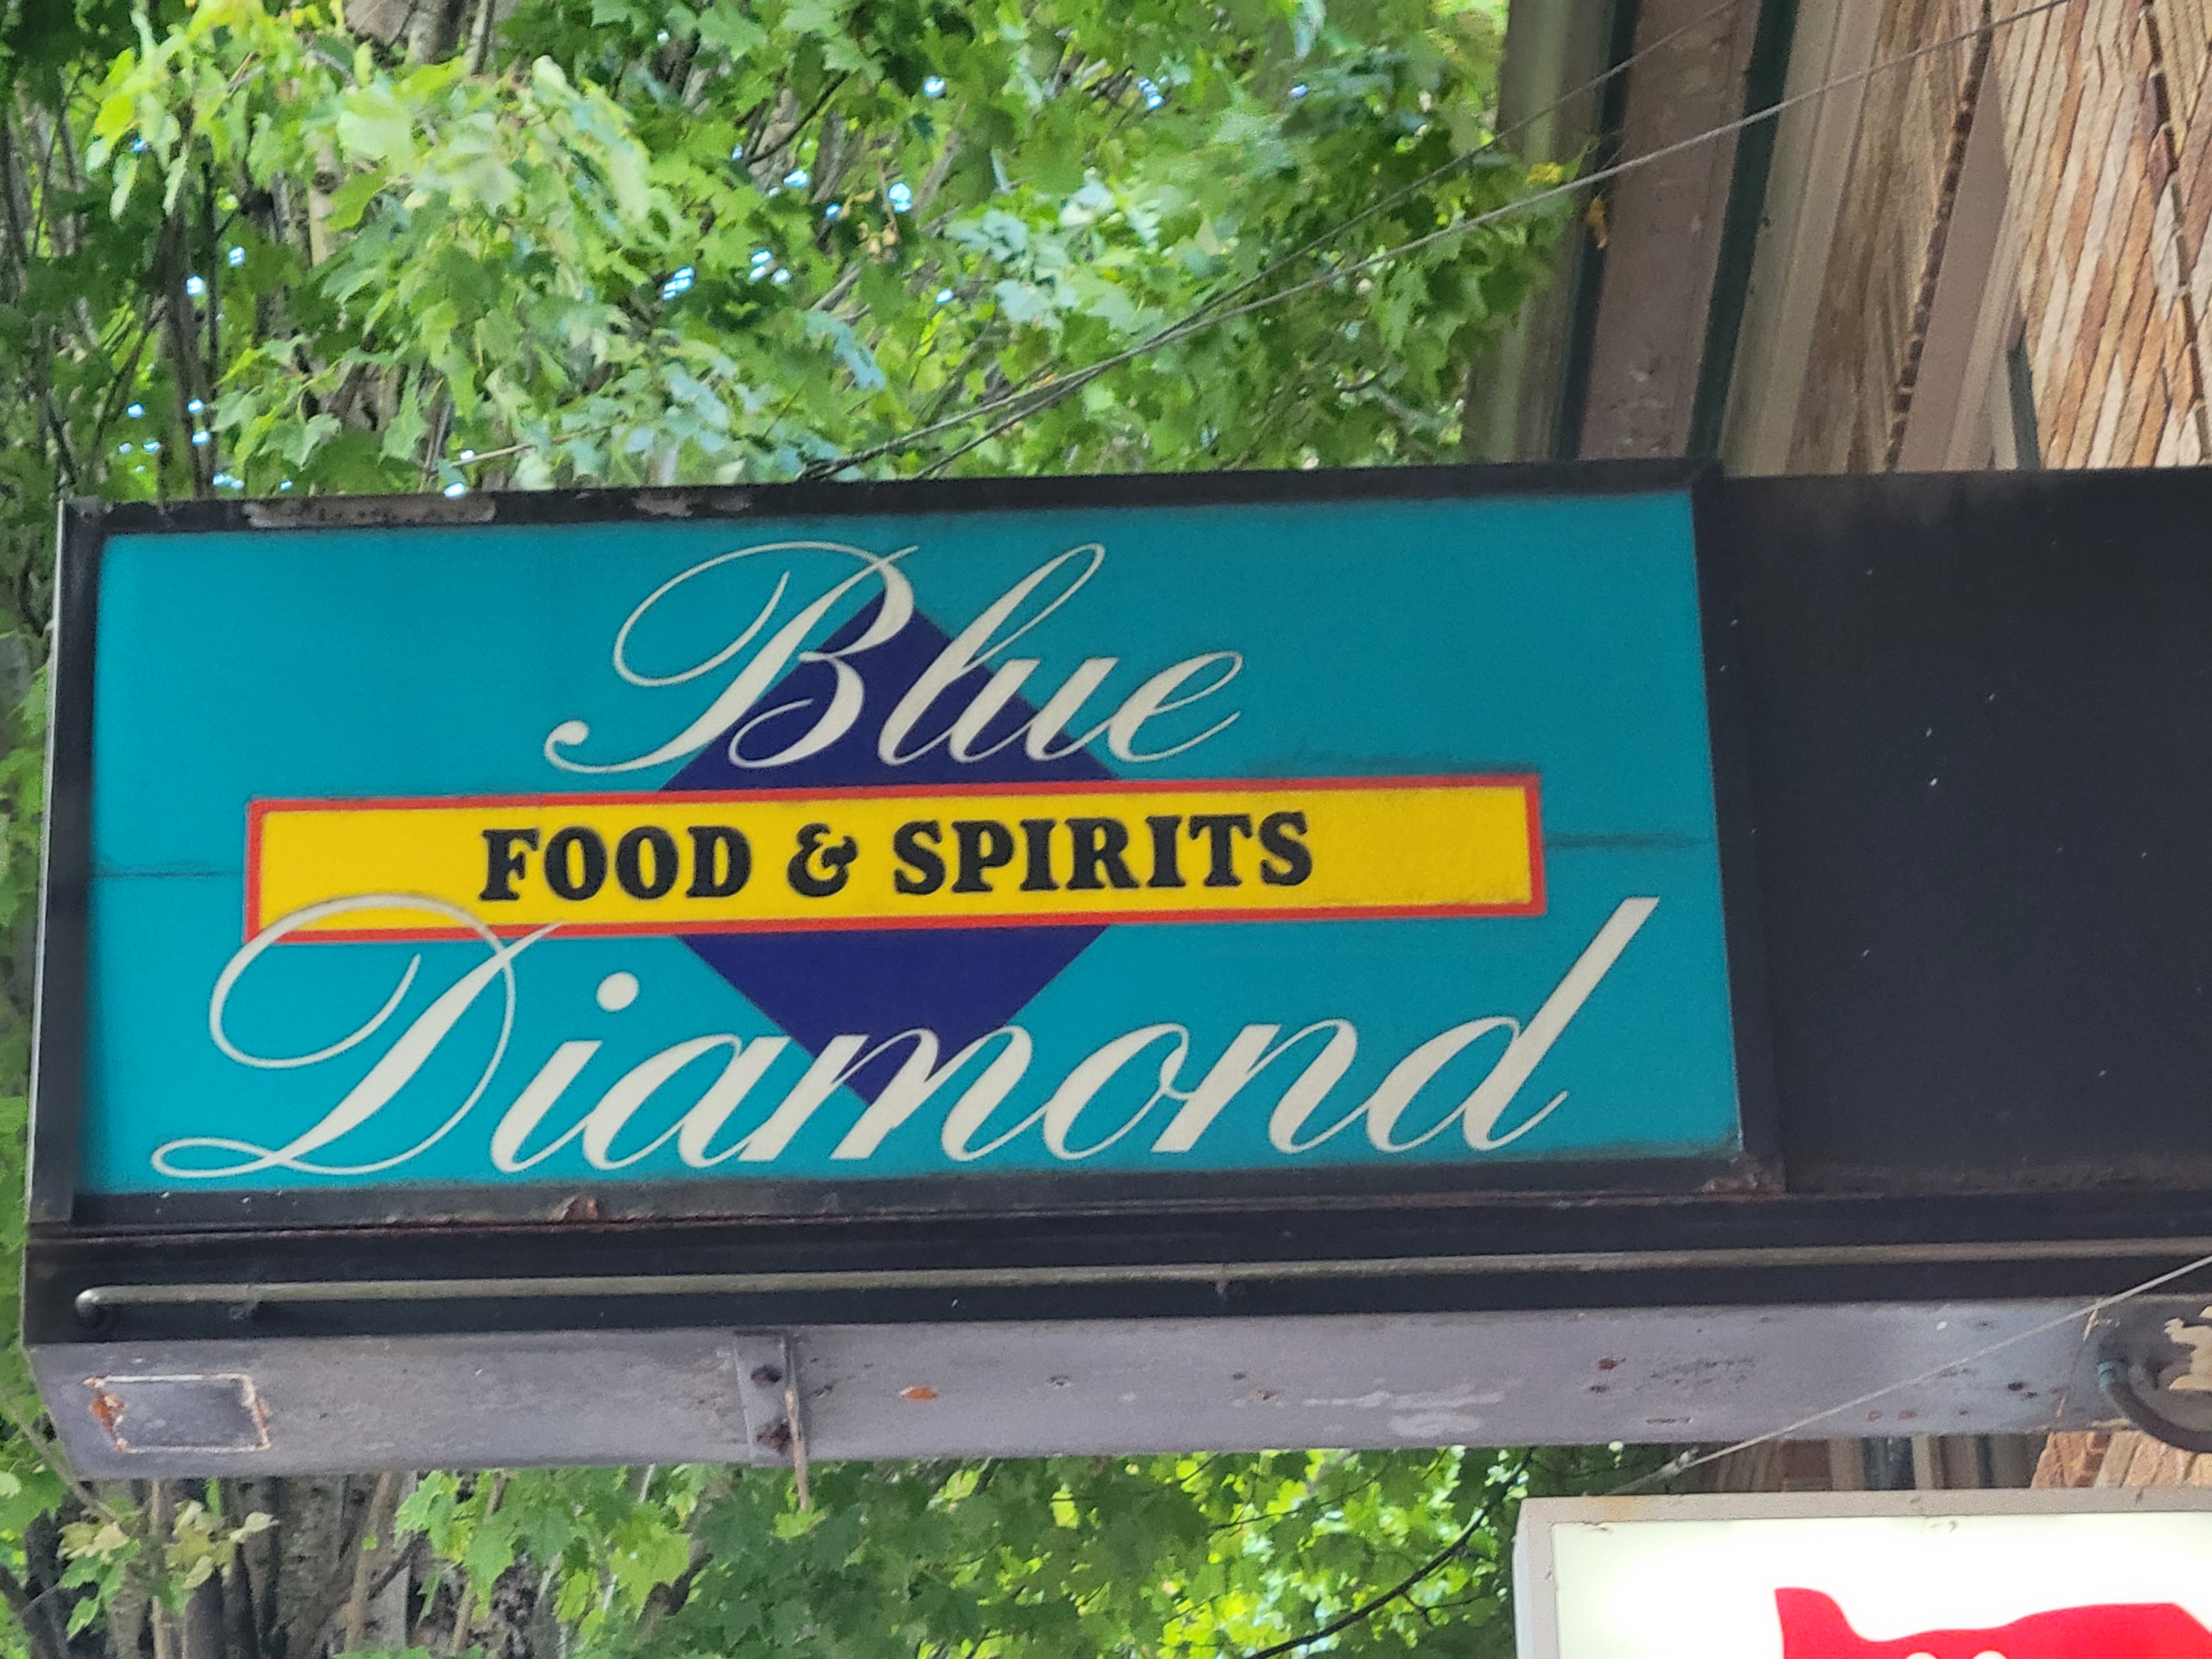 Blue
FOOD & SPIRITS
Diamond